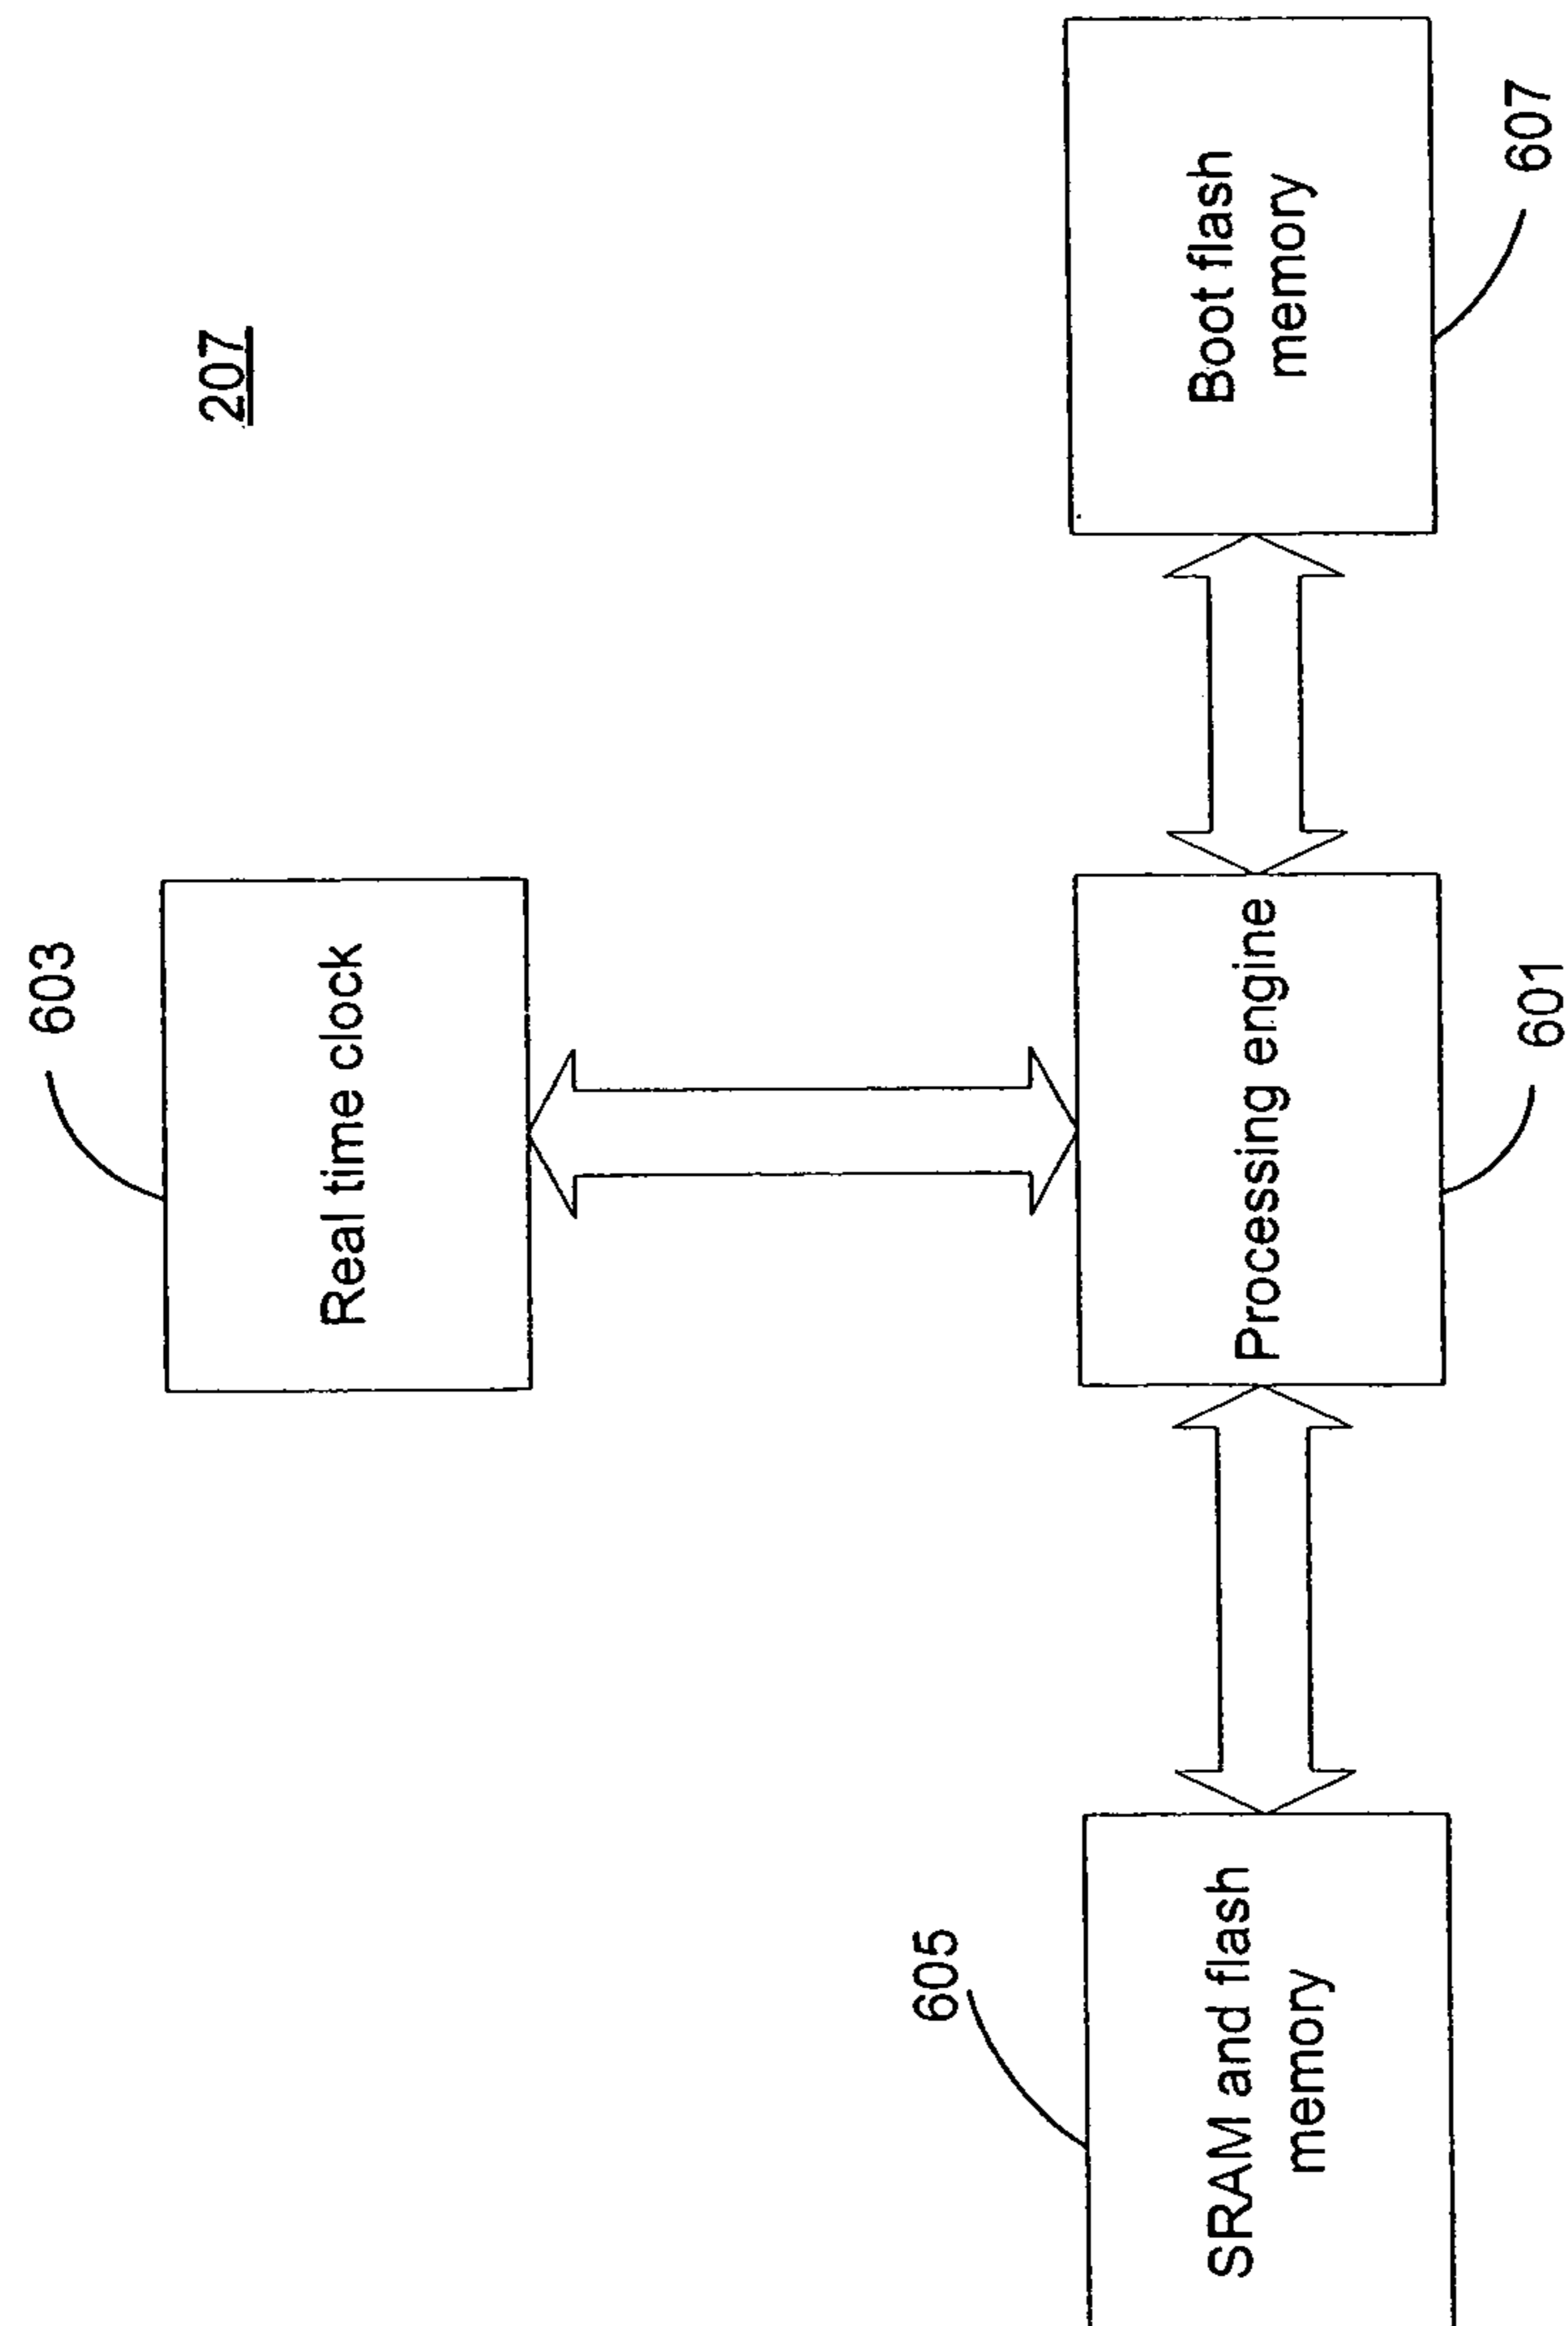 207
603
Real time clock
605
SRAM and flash
memory
Processing engine
601
Boot flash
memory
607